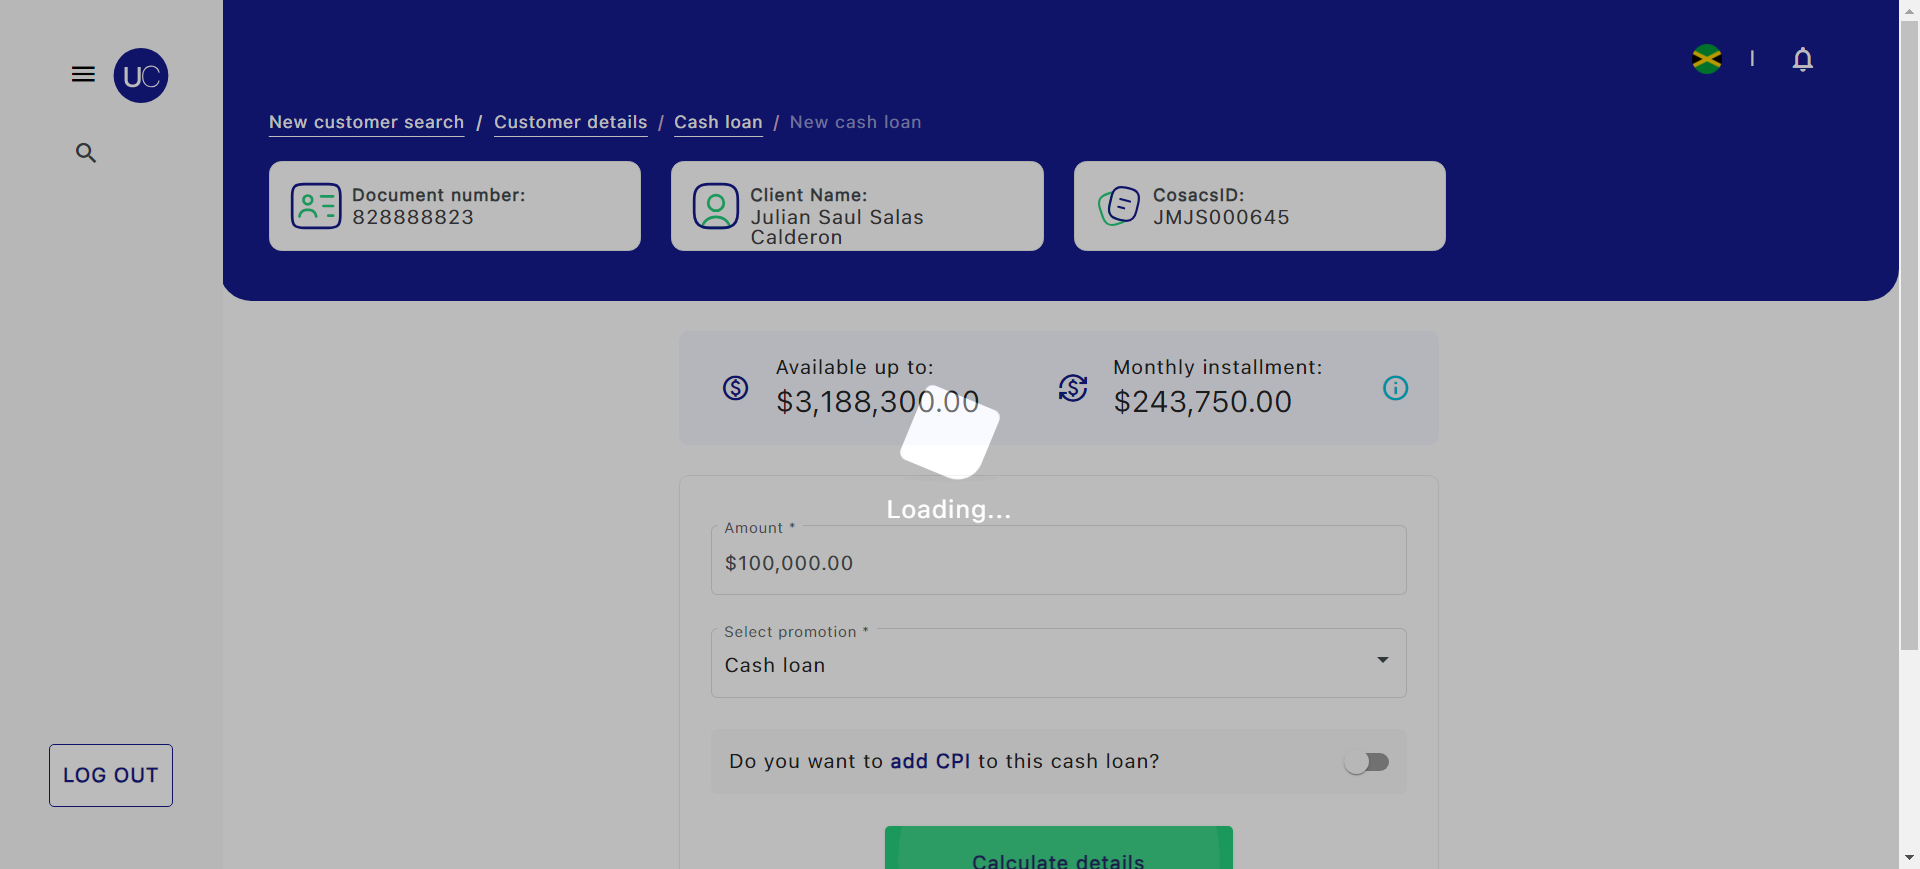 UC
New customer search / Customer details / Cash loan / New cash loan
Document number:
828888823
Client Name:
Julian Saul Salas
Calderon
CosacsID:
JMJS000645
Available up to:
$3,188,300.00
Monthly installment:
$243,750.00
Loading...
Amount *
$100,000.00
Select promotion *
Cash loan
Do you want to add CPI to this cash loan?
LOG OUT
Calculate details